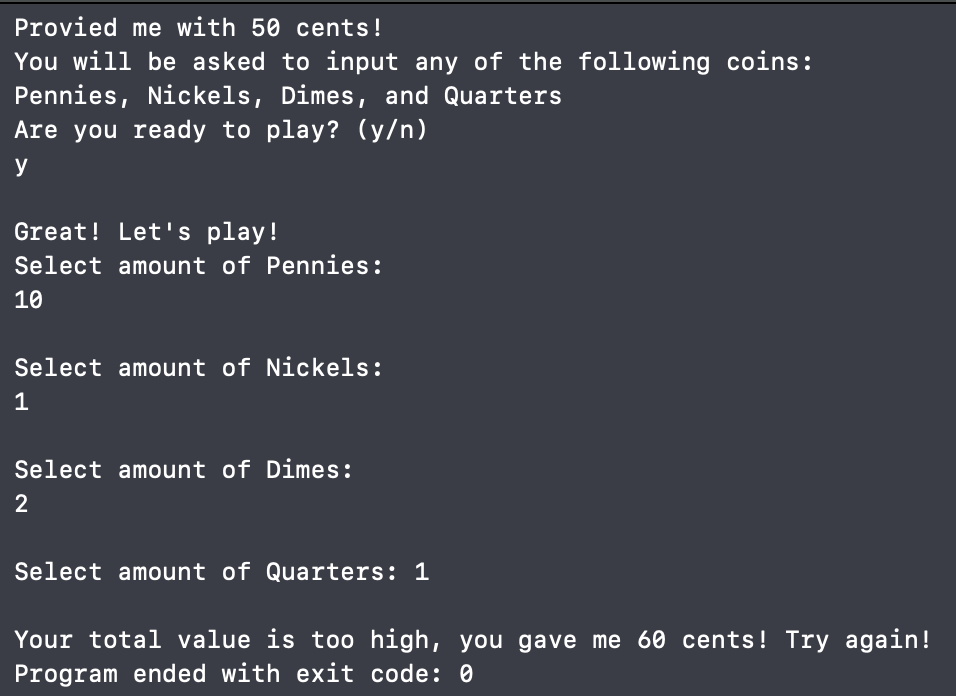 Provied me with 50 cents!
You will be asked to input any of the following coins:
Pennies, Nickels, Dimes, and Quarters
Are you ready to play? (y/n)
y
Great! Let's play!
Select amount of Pennies:
10
Select amount of Nickels:
1
Select amount of Dimes:
2
Select amount of Quarters: 1
Your total value is too high, you gave me 60 cents! Try again!
Program ended with exit code: 0